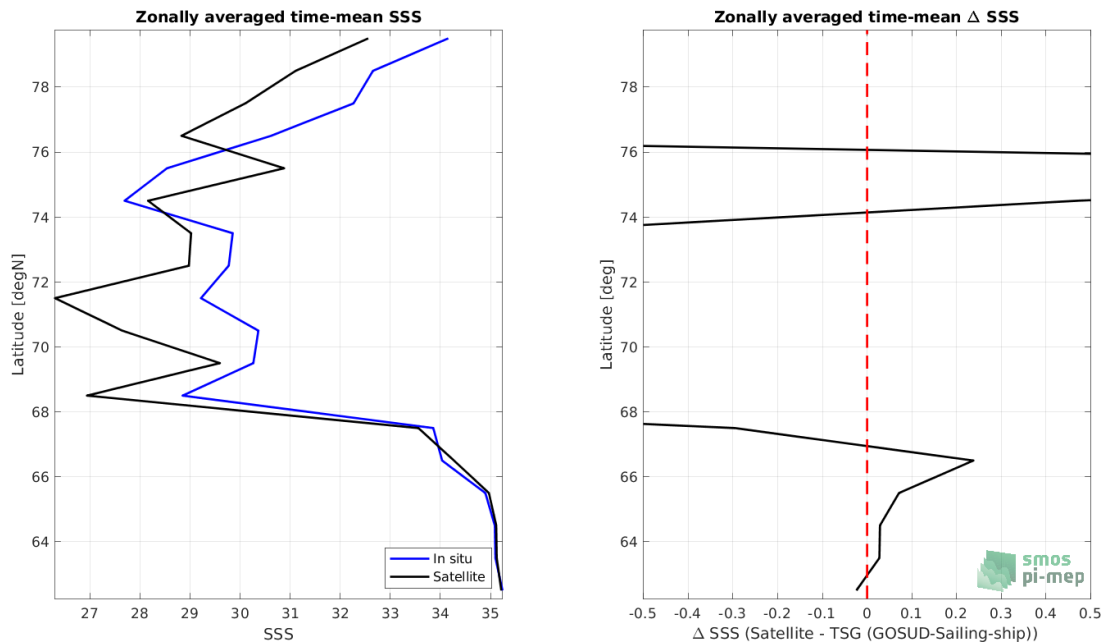 Zonally averaged time-mean SSS
78
76
74
72
70
68
66
64
Latitude [degN]
In situ
Satellite
27 28 29 30 31 32 33 34 35
SSS
Zonally averaged time-mean Δ SSS
78
76
74
72
70
68
66
64
Latitude [deg]
smos
pi-mep
-0.5 -0.4 -0.3 -0.2 -0.1 0 0.1 0.2 0.3 0.4 0.5
Δ SSS (Satellite - TSG (GOSUD-Sailing-ship))